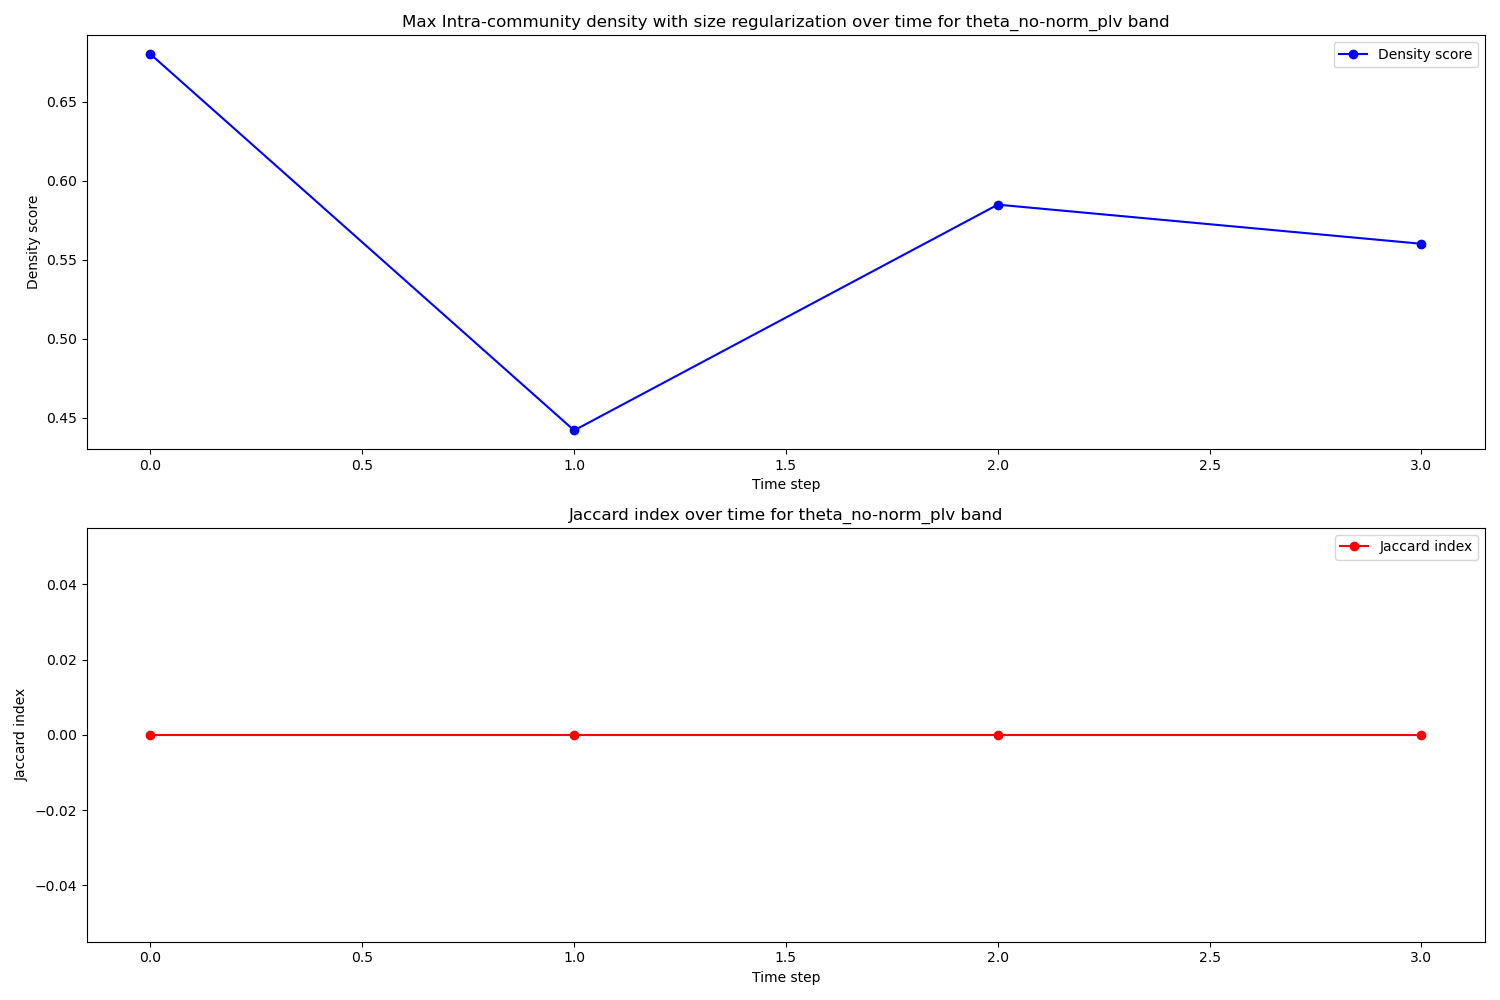 Max Intra-community density with size regularization over time for theta_no-norm_plv band
Density score
0.65
0.60
0.55
0.50
0.45
Density score
0.0 0.5 1.0 1.5 2.0 2.5 3.0
Time step
Jaccard index over time for theta_no-norm_plv band
Jaccard index
0.04
0.02
0.00
−0.02
−0.04
Jaccard index
0.0 0.5 1.0 1.5 2.0 2.5 3.0
Time step